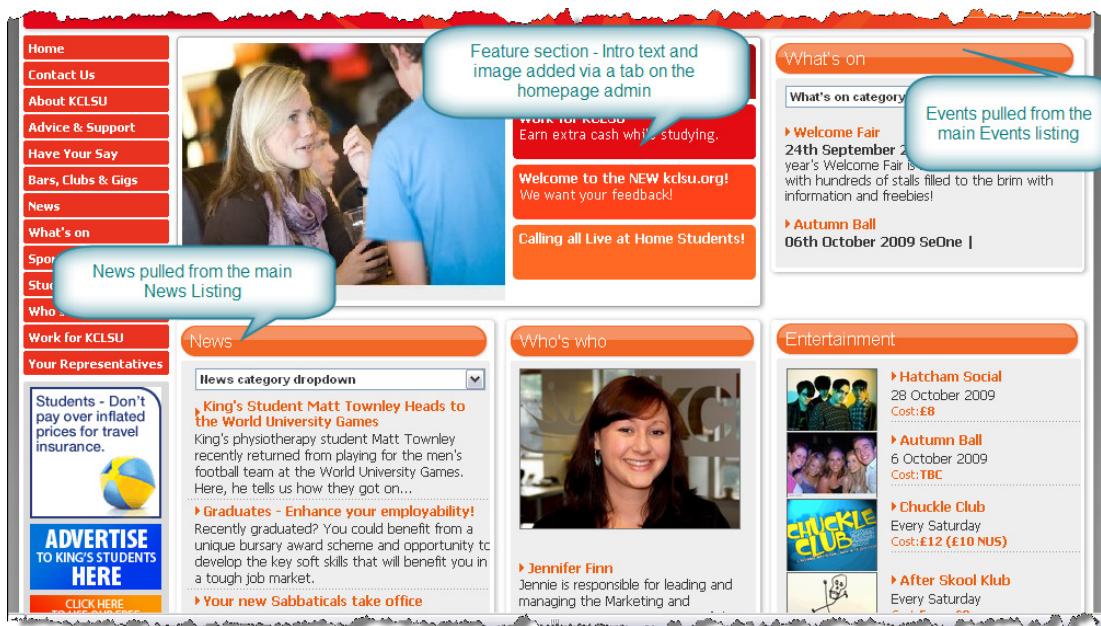 Home
Contact Us
About KCLSU
Advice & Support
Have Your Say
Bars, Clubs & Gigs
News
What's on
Who's
Work for KCLSU
Your Representatives
Students - Don't
pay over inflated
prices for travel
insurance.
ADVERTISE
TO KING'S STUDENTS
HERE
CLICK HERE
Feature section - Intro text and
image added via a tab on the
homepage admin
Work for KCLSU
Earn extra cash while studying.
Welcome to the NEW kclsu.org!
We want your feedback!
Calling all Live at Home Students!
What's on
What's on category
Events pulled from the
main Events listing
Welcome Fair
24th September
year's Welcome Fair is
with hundreds of stalls filled to the brim with
information and freebies!
Autumn Ball
06th October 2009 SeOne |
News pulled from the main
News Listing
News
News category dropdown
King's Student Matt Townley Heads to
the World University Games
King's physiotherapy student Matt Townley
recently returned from playing for the men's
football team at the World University Games.
Here, he tells us how they got on...
Graduates - Enhance your employability!
Recently graduated? You could benefit from a
unique bursary award scheme and opportunity to
develop the key soft skills that will benefit you in
a tough job market.
Your new Sabbaticals take office
Who's who
Jennifer Finn
Jennie is responsible for leading and
managing the Marketing and
Entertainment
Hatcham Social
28 October 2009
Cost:£8
Autumn Ball
6 October 2009
Cost:TBC
CHUCKLE
CLUB
Chuckle Club
Every Saturday
Cost:£12 (£10 NUS)
After Skool Klub
Every Saturday